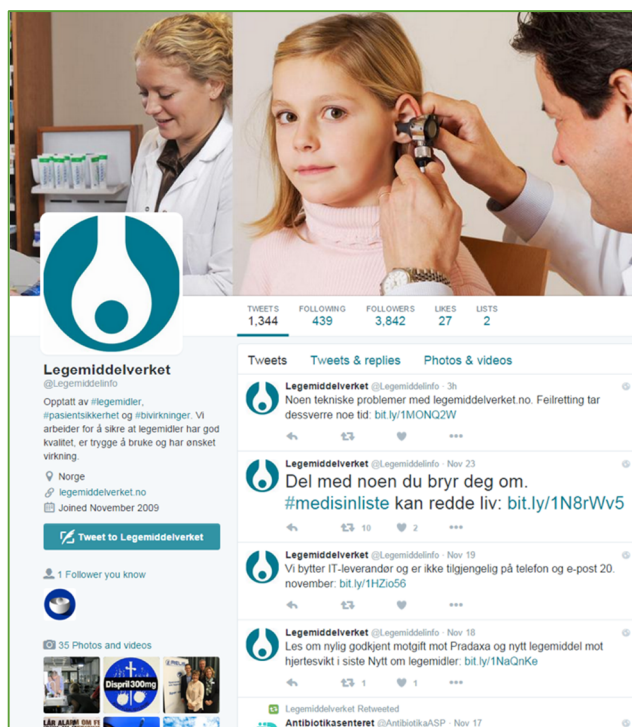 TWEETS
1,344
FOLLOWING
439
FOLLOWERS
3,842
LIKES
27
LISTS
2
Legemiddelverket
@Legemiddelinfo
Opptatt av #legemidler,
#pasientsikkerhet og #bivirkninger. Vi
arbeider for å sikre at legemidler har god
kvalitet, er trygge å bruke og har ønsket
virkning.
Norge
legemiddelverket.no
Joined November 2009
Tweet to Legemiddelverket
1 Follower you know
35 Photos and videos
Dispril300mg
LÅR ALARM OM
Tweets Tweets & replies Photos & videos
Legemiddelverket @Legemiddelinfo · 3h
Noen tekniske problemer med legemiddelverket.no. Feilretting tar
dessverre noe tid: bit.ly/1MONQ2W
Legemiddelverket @Legemiddelinfo · Nov 23
Del med noen du bryr deg om.
#medisinliste kan redde liv: bit.ly/1N8rWv5
10 2
Legemiddelverket @Legemiddelinfo · Nov 19
Vi bytter IT-leverandør og er ikke tilgjengelig på telefon og e-post 20.
november: bit.ly/1HZio56
Legemiddelverket @Legemiddelinfo · Nov 18
Les om nylig godkjent motgift mot Pradaxa og nytt legemiddel mot
hjertesvikt i siste Nytt om legemidler: bit.ly/1NaQnKe
1 1
Legemiddelverket Retweeted
Antibiotikasenteret @AntibiotikaASP · Nov 17